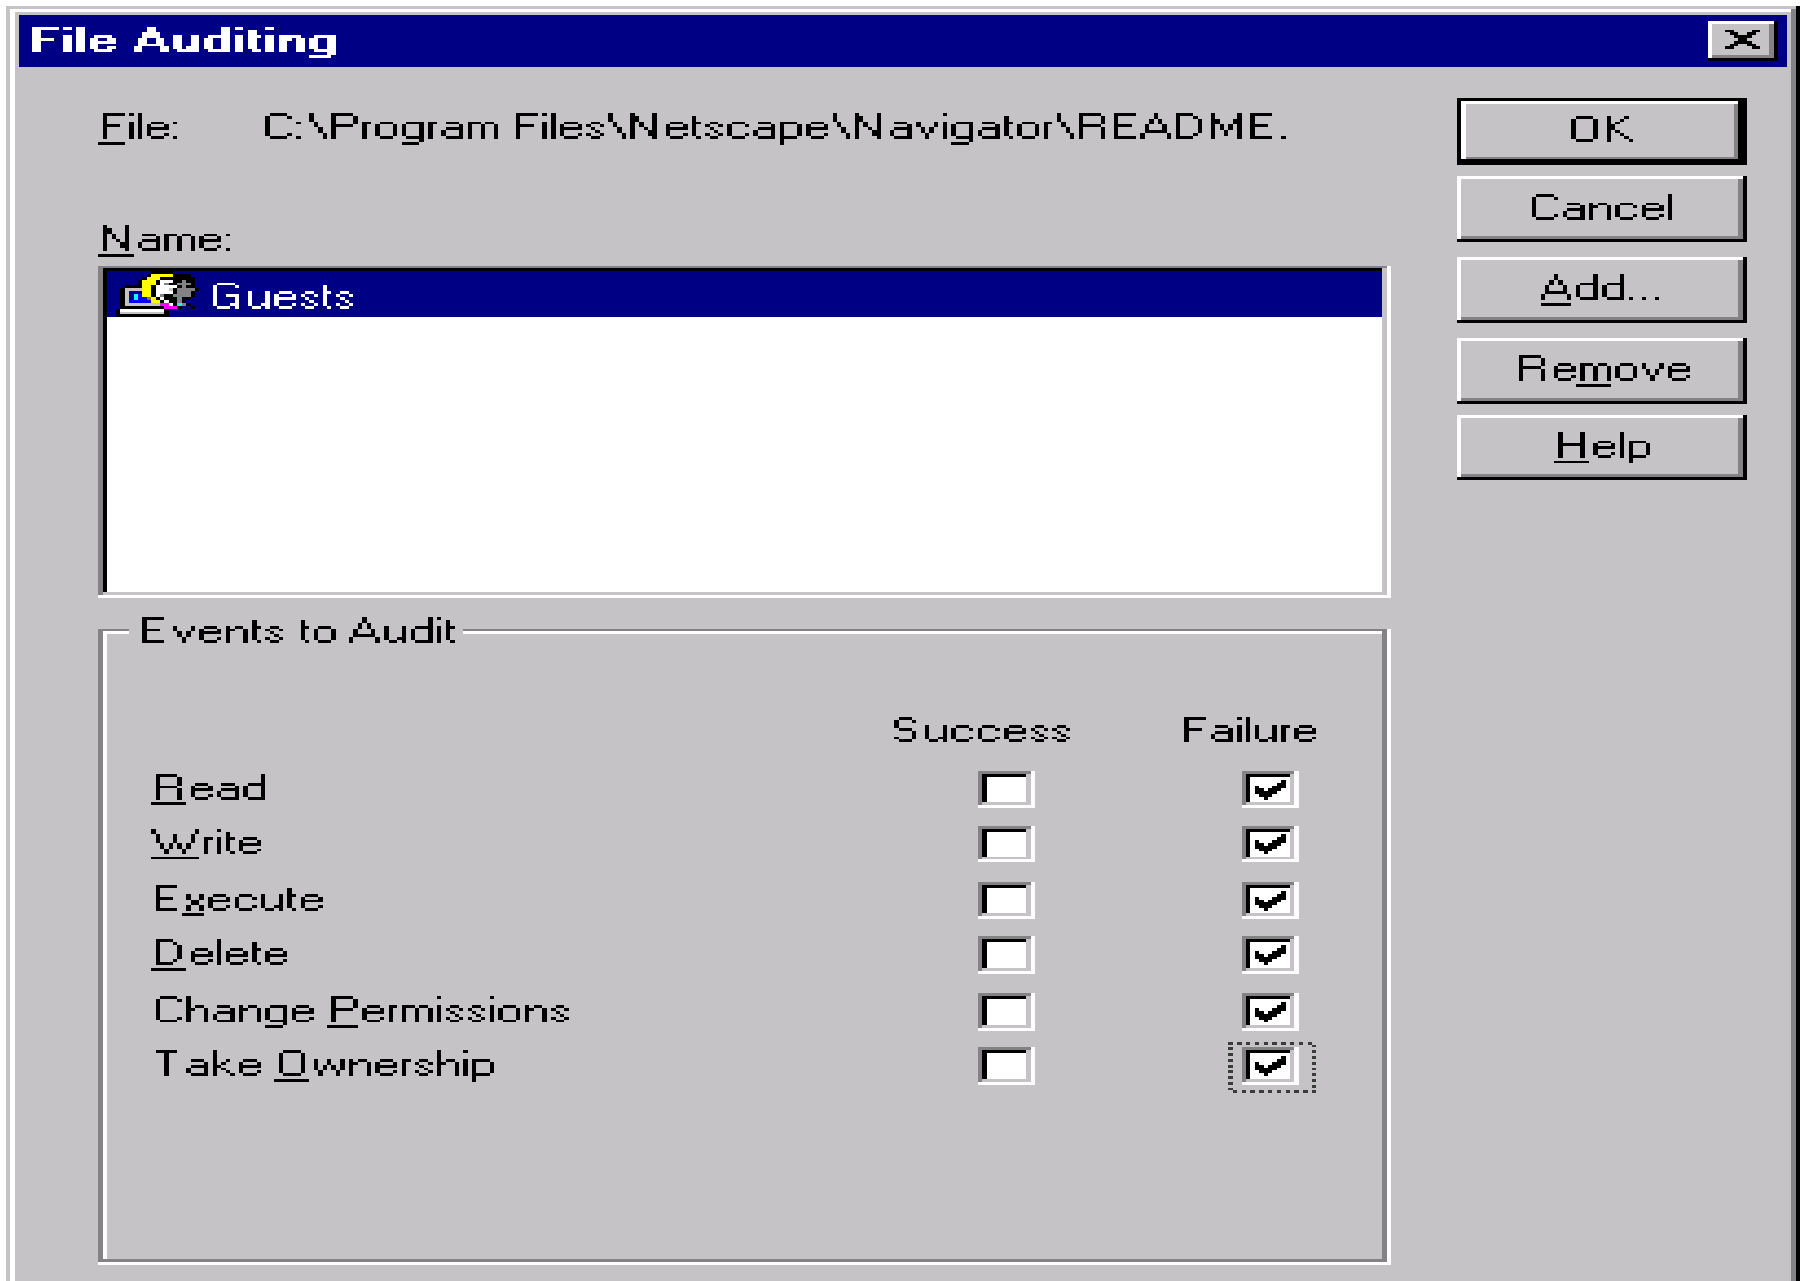 File Auditing
File: C:\Program Files\Netscape\Navigator\README.
OK
Cancel
Name:
Guests
Add...
Remove
Help
Events to Audit
Success Failure
Read
Write
Execute
Delete
Change Permissions
Take Ownership